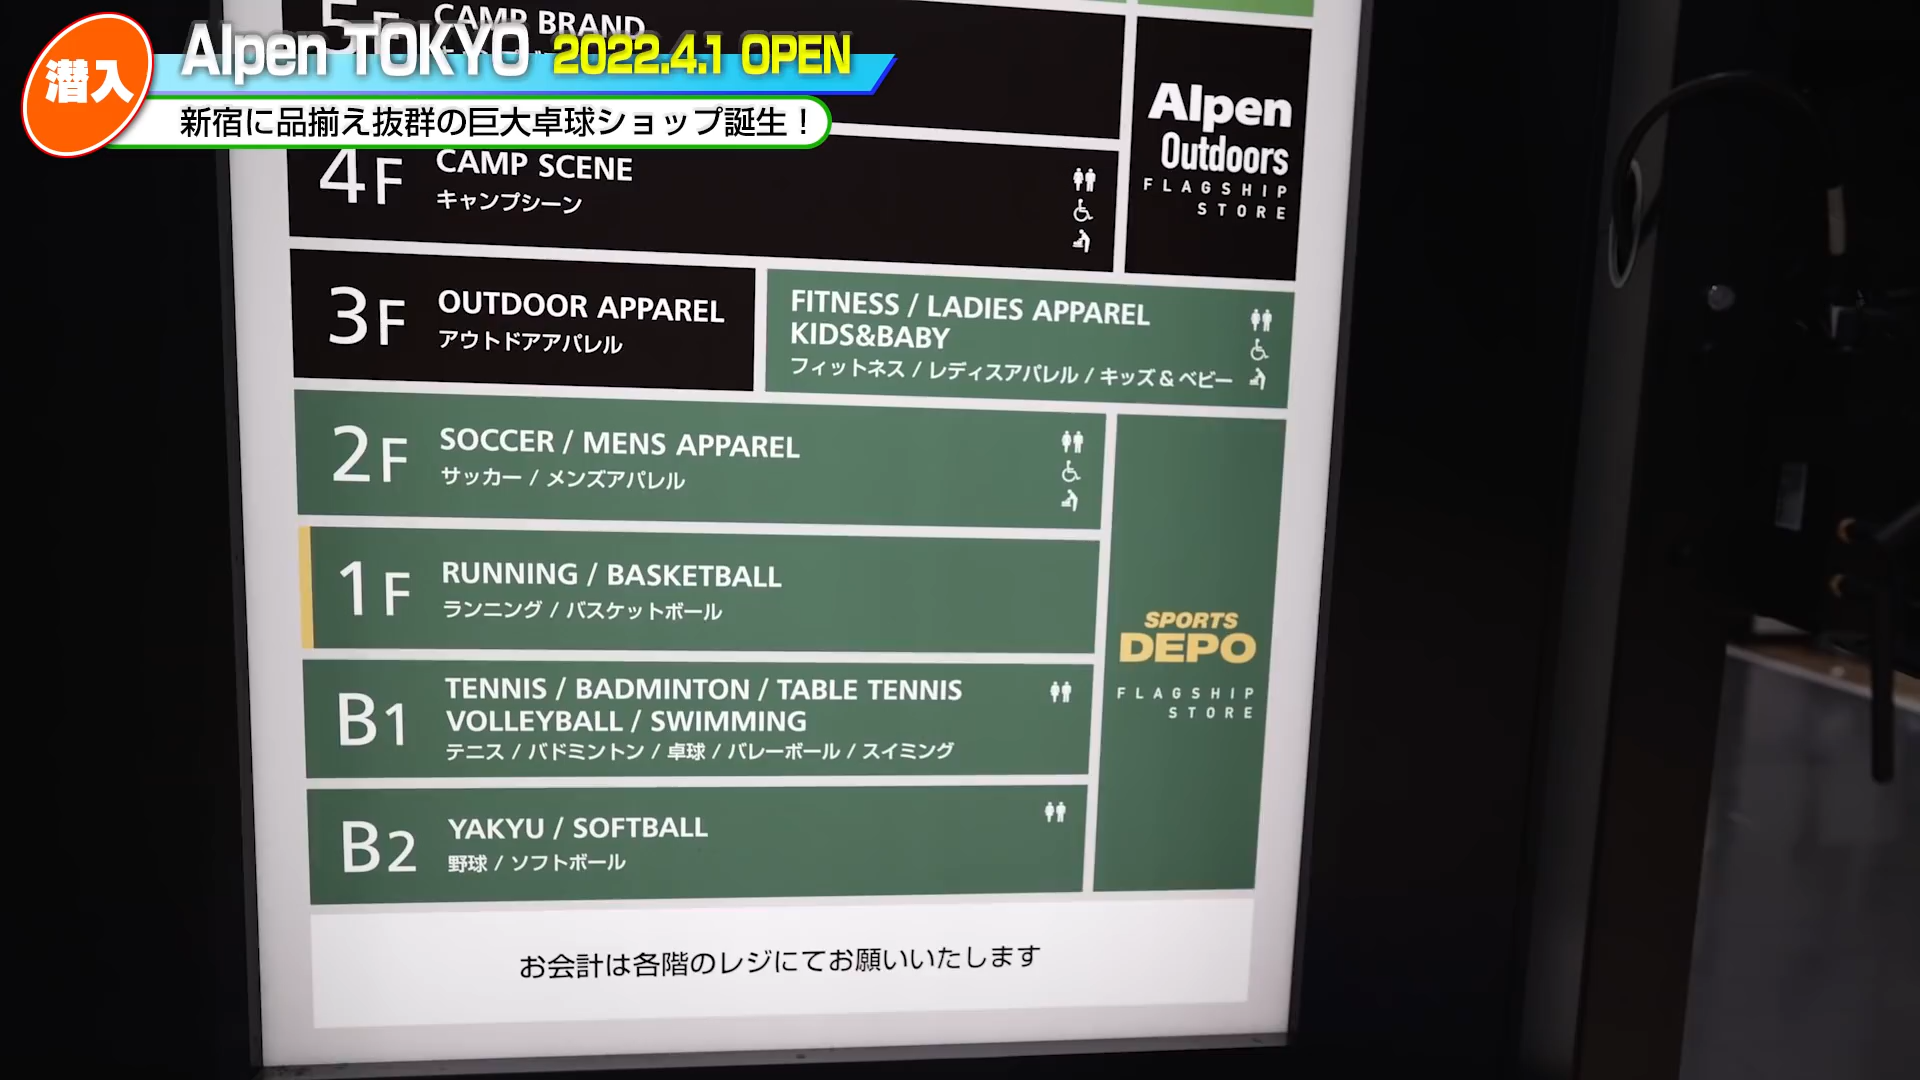 潜入
Alpen TOKYO 2022.4.1 OPEN
新宿に品揃え抜群の巨大卓球ショップ誕生！
5F CAMP BRAND
4F CAMP SCENE
キャンプシーン
Alpen
Outdoors
FLAGSHIP
STORE
3F OUTDOOR APPAREL
アウトドアアパレル
FITNESS / LADIES APPAREL
KIDS&BABY
フィットネス / レディスアパレル / キッズ & ベビー
2F SOCCER / MENS APPAREL
サッカー / メンズアパレル
1F RUNNING / BASKETBALL
ランニング / バスケットボール
B1 TENNIS / BADMINTON / TABLE TENNIS
VOLLEYBALL / SWIMMING
テニス / バドミントン / 卓球 / バレーボール / スイミング
B2 YAKYU / SOFTBALL
野球 / ソフトボール
SPORTS
DEPO
FLAGSHIP
STORE
お会計は各階のレジにてお願いいたします